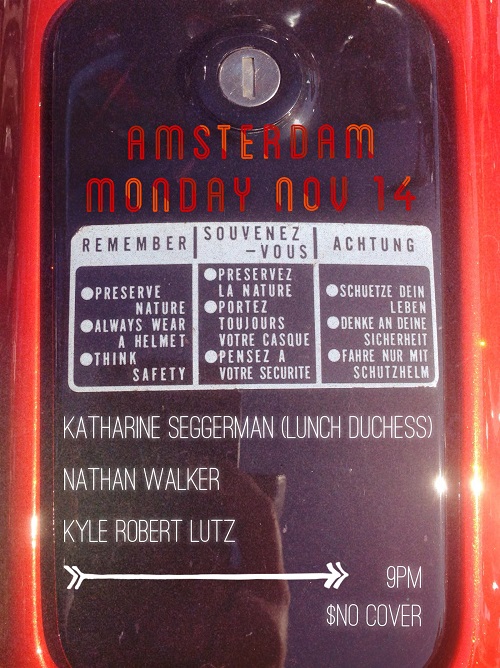 AMSTERDAM
MONDAY NOV 14
REMEMBER
●PRESERVE
NATURE
●ALWAYS WEAR
A HELMET
●THINK
SAFETY
SOUVENEZ
-VOUS
●PRESERVEZ
LA NATURE
●PORTEZ
TOUJOURS
VOTRE CASQUE
●PENSEZ A
VOTRE SECURITE
ACHTUNG
●SCHUETZE DEIN
LEBEN
●DENKE AN DEINE
SICHERHEIT
●FAHRE NUR MIT
SCHUTZHELM
KATHARINE SEGGERMAN (LUNCH DUCHESS)
NATHAN WALKER
KYLE ROBERT LUTZ
9PM
$NO COVER